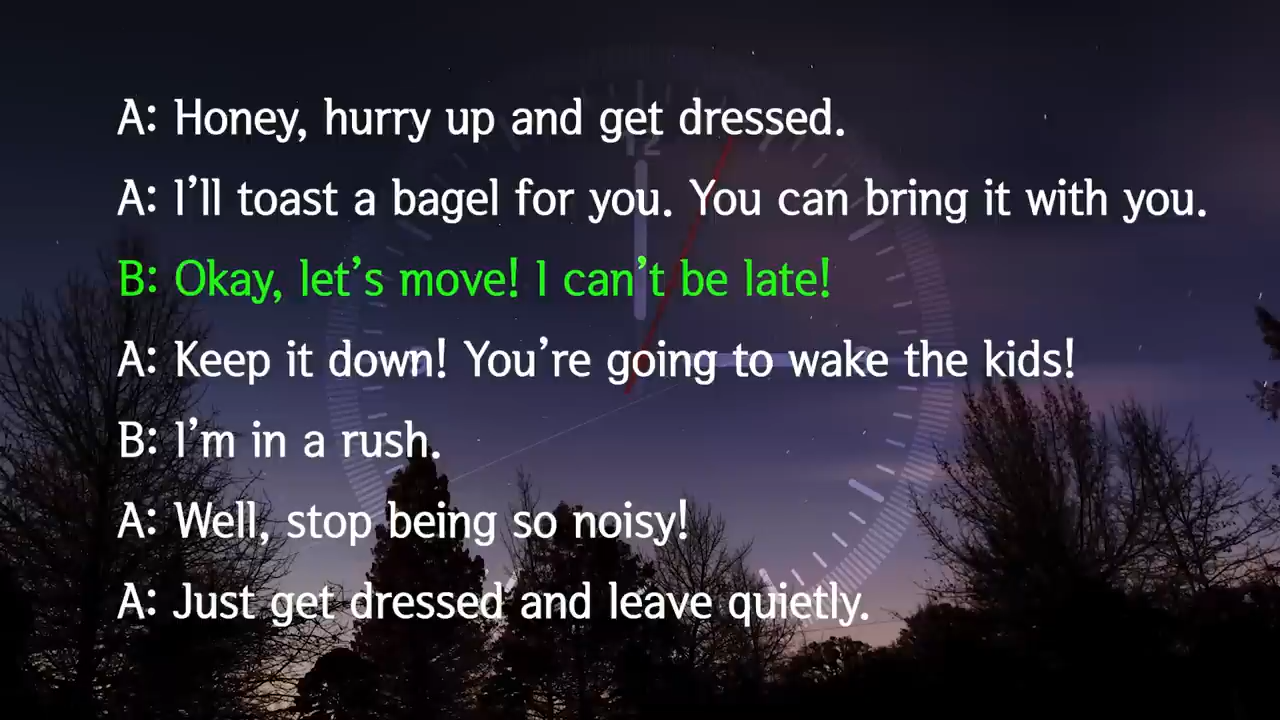 A: Honey, hurry up and get dressed.
A: I'll toast a bagel for you. You can bring it with you.
B: Okay, let's move! I can't be late!
A: Keep it down! You're going to wake the kids!
B: I'm in a rush.
A: Well, stop being so noisy!
A: Just get dressed and leave quietly.
12